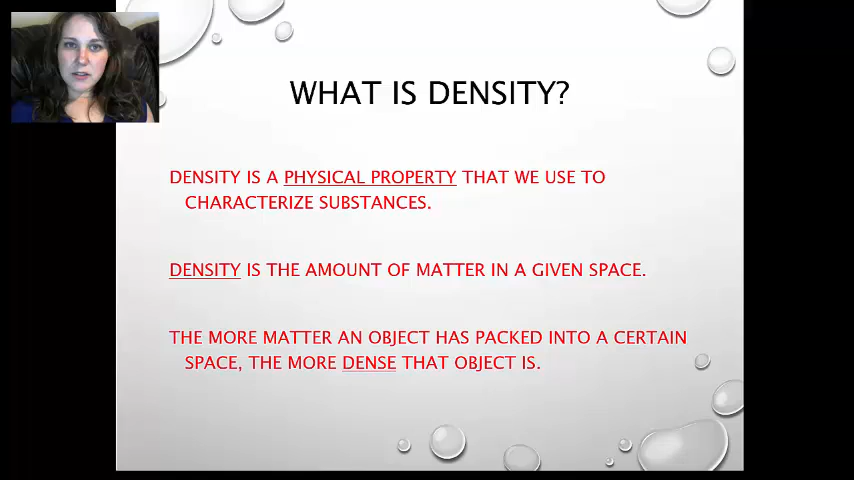 WHAT IS DENSITY?
DENSITY IS A PHYSICAL PROPERTY THAT WE USE TO
CHARACTERIZE SUBSTANCES.
DENSITY IS THE AMOUNT OF MATTER IN A GIVEN SPACE.
THE MORE MATTER AN OBJECT HAS PACKED INTO A CERTAIN
SPACE, THE MORE DENSE THAT OBJECT IS.